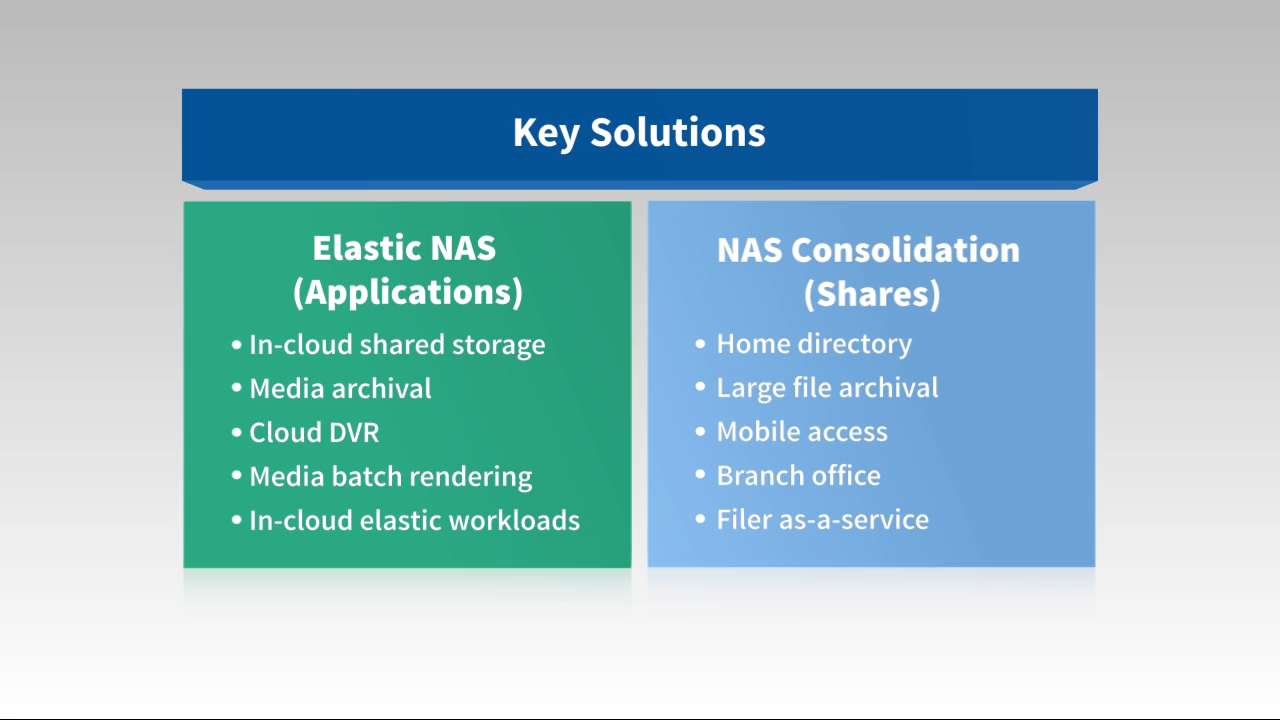 Key Solutions
Elastic NAS
(Applications)
• In-cloud shared storage
• Media archival
• Cloud DVR
• Media batch rendering
• In-cloud elastic workloads
NAS Consolidation
(Shares)
• Home directory
• Large file archival
• Mobile access
• Branch office
• Filer as-a-service